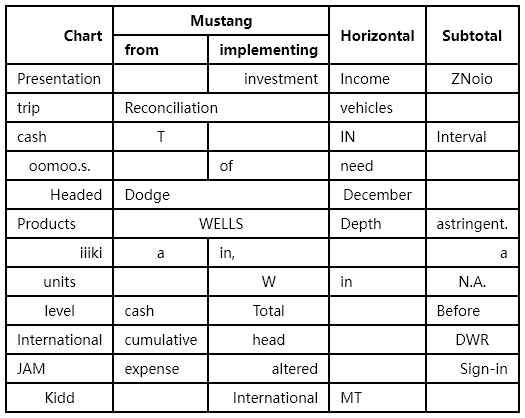 Chart Mustang Horizontal Subtotal
from implementing
Presentation investment Income ZNoio
trip Reconciliation vehicles
cash T IN Interval
oomoo.s. of need
Headed Dodge December
Products WELLS Depth astringent.
iiiki a in, a
units W in N.A.
level cash Total Before
International cumulative head DWR
JAM expense altered Sign-in
Kidd International MT